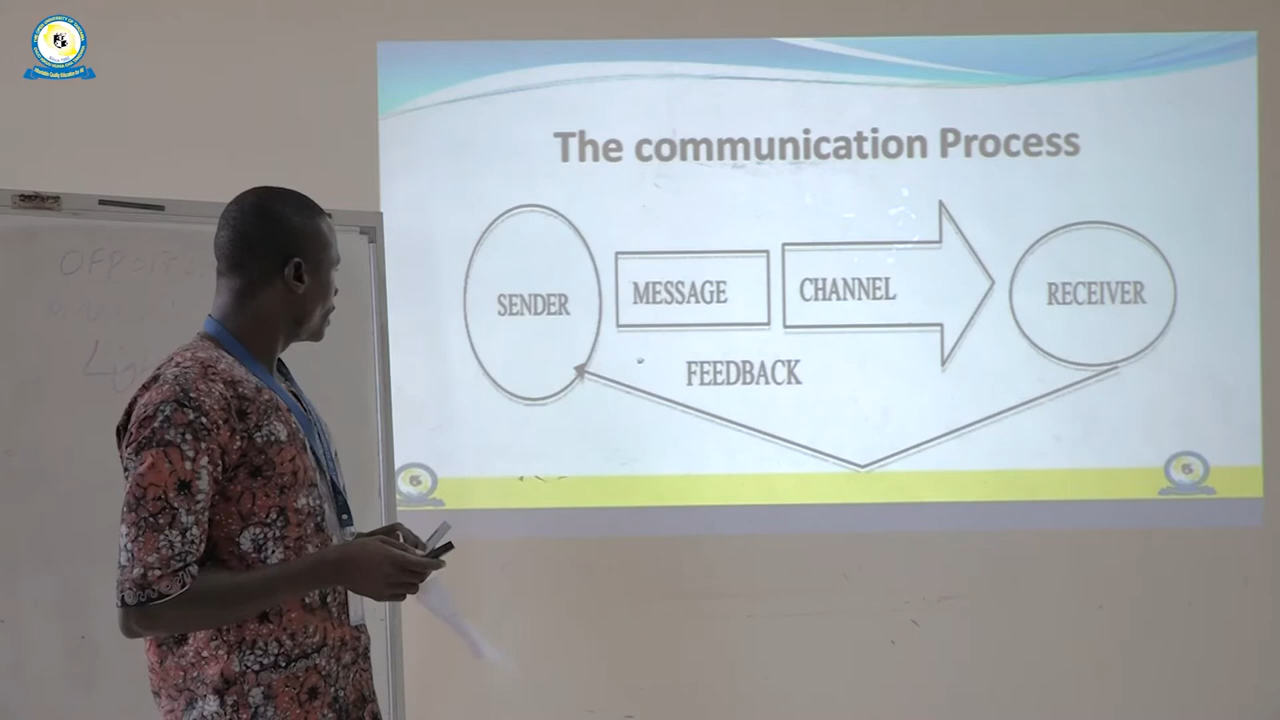 The communication Process
SENDER
MESSAGE
CHANNEL
RECEIVER
FEEDBACK